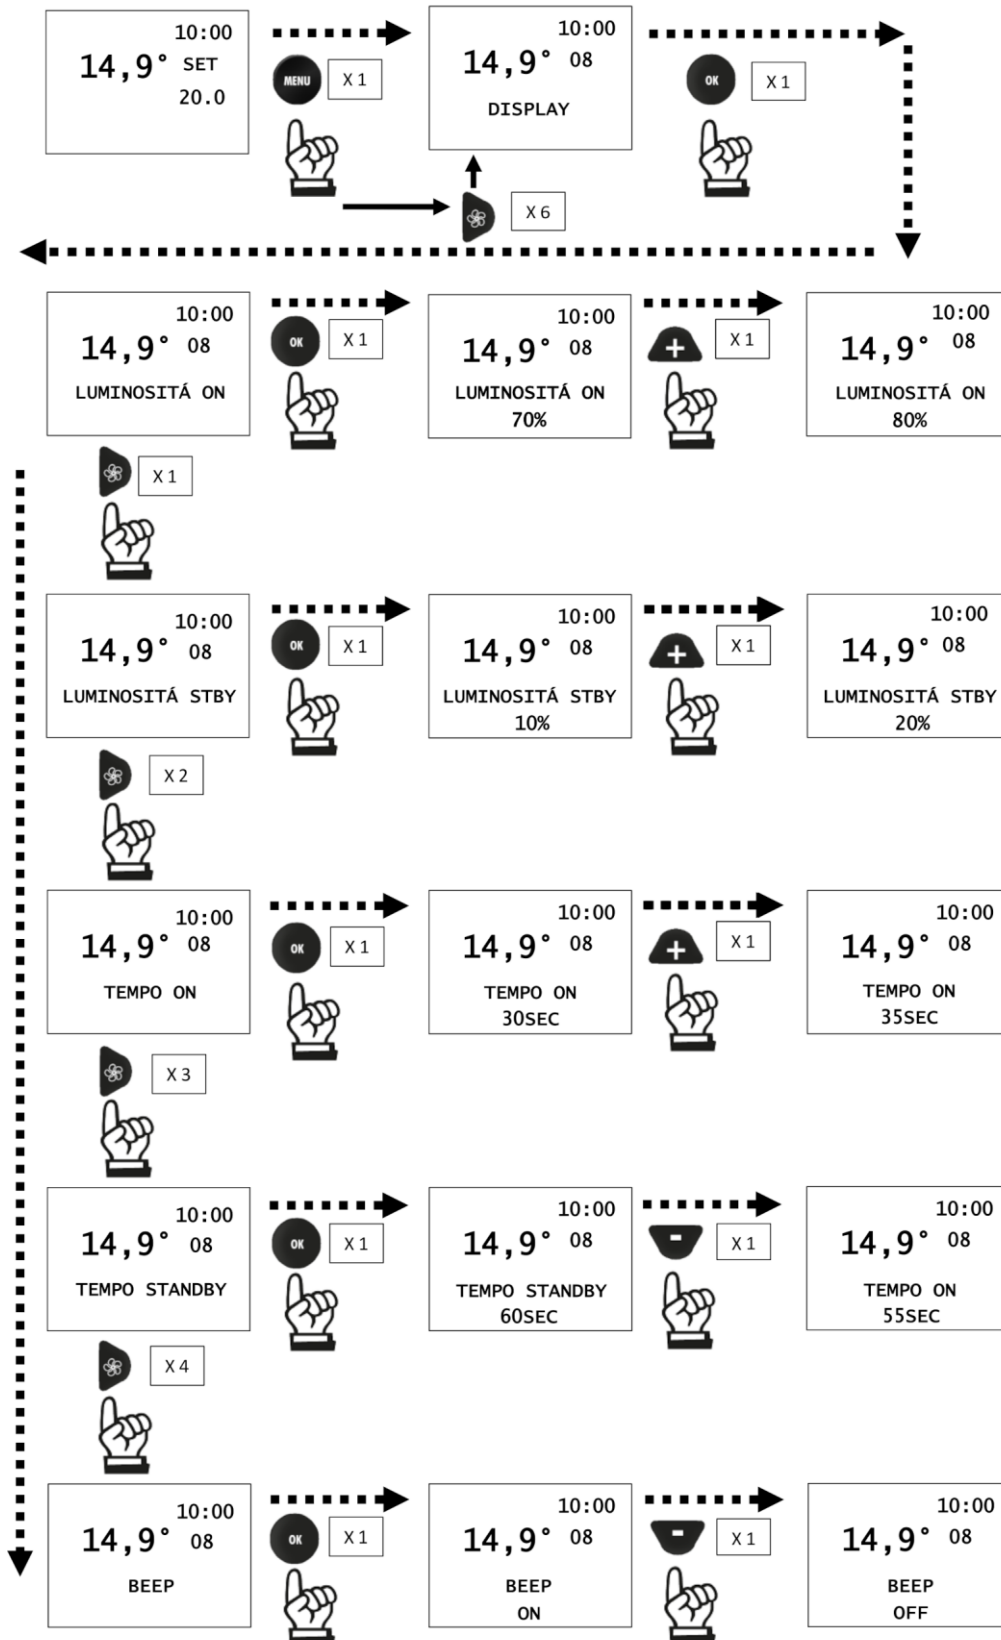 10:00
14,9° SET
20.0
MENU
X 1
10:00
14,9° 08
DISPLAY
OK
X 1
X 6
10:00
14,9° 08
LUMINOSITÁ ON
OK
X 1
10:00
14,9° 08
LUMINOSITÁ ON
70%
+
X 1
10:00
14,9° 08
LUMINOSITÁ ON
80%
X 1
10:00
14,9° 08
LUMINOSITÁ STBY
OK
X 1
10:00
14,9° 08
LUMINOSITÁ STBY
10%
+
X 1
10:00
14,9° 08
LUMINOSITÁ STBY
20%
X 2
10:00
14,9° 08
TEMPO ON
OK
X 1
10:00
14,9° 08
TEMPO ON
30SEC
+
X 1
10:00
14,9° 08
TEMPO ON
35SEC
X 3
10:00
14,9° 08
TEMPO STANDBY
OK
X 1
10:00
14,9° 08
TEMPO STANDBY
60SEC
-
X 1
10:00
14,9° 08
TEMPO ON
55SEC
X 4
10:00
14,9° 08
BEEP
OK
X 1
10:00
14,9° 08
BEEP
ON
-
X 1
10:00
14,9° 08
BEEP
OFF